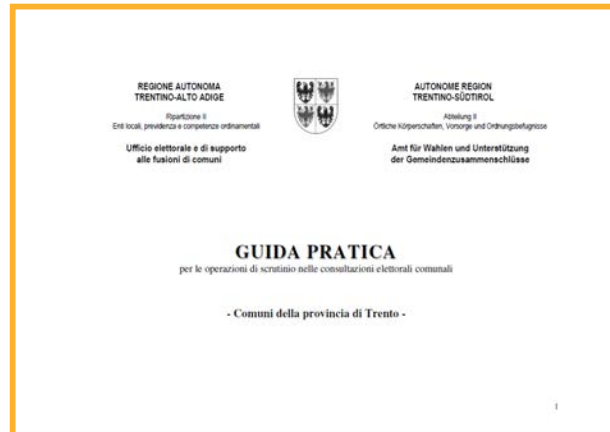 REGIONE AUTONOMA
TRENTINO-ALTO ADIGE
Ripartizione II
Enti locali, previdenza e competenze ordinamentali
Ufficio elettorale e di supporto
alle fusioni di comuni
AUTONOME REGION
TRENTINO-SÜDTIROL
Abteilung II
Örtliche Körperschaften, Vorsorge und Ordnungsbefugnisse
Amt für Wahlen und Unterstützung
der Gemeindenzusammenschlüsse
GUIDA PRATICA
per le operazioni di scrutinio nelle consultazioni elettorali comunali
- Comuni della provincia di Trento -
1